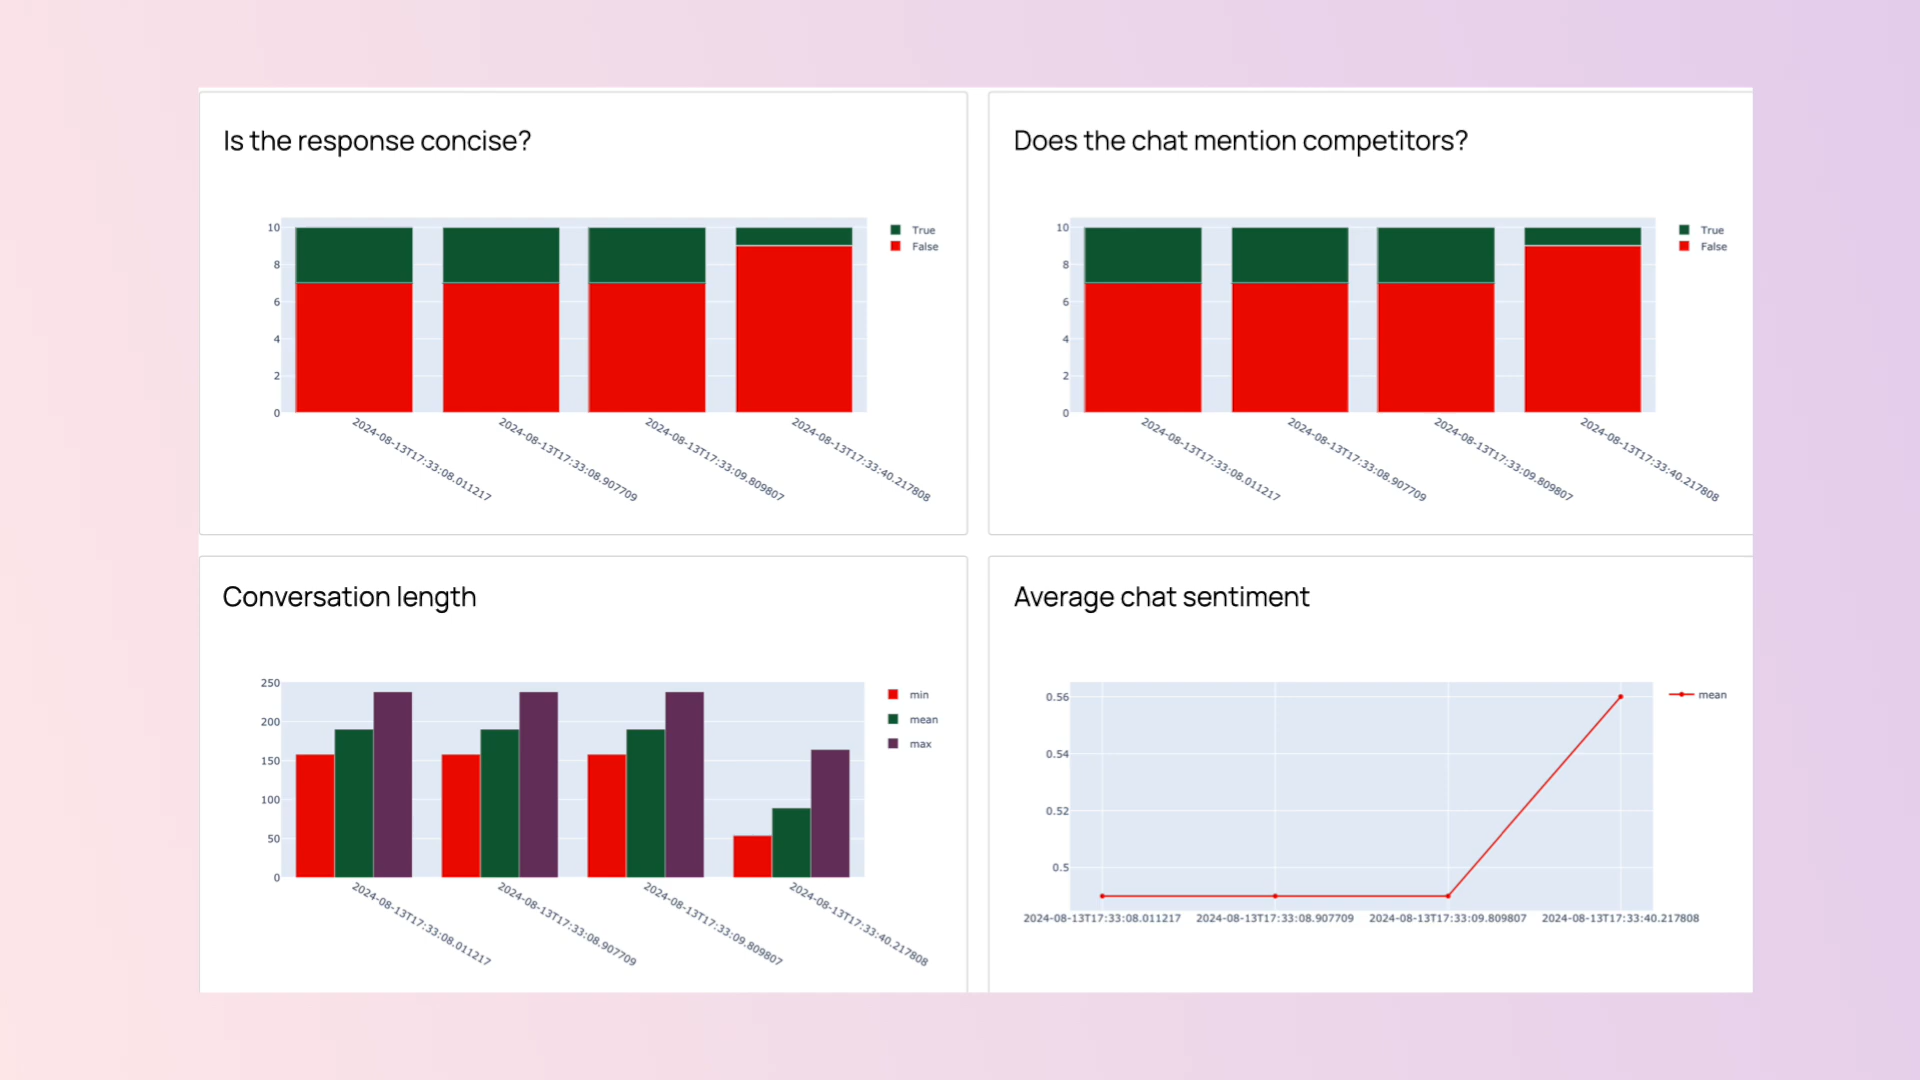 Is the response concise?
10
8
6
4
2
0
True
False
2024-08-13T17:33:08.011217
2024-08-13T17:33:08.907709
2024-08-13T17:33:09.809807
2024-08-13T17:33:40.217808
Does the chat mention competitors?
10
8
6
4
2
0
True
False
2024-08-13T17:33:08.011217
2024-08-13T17:33:08.907709
2024-08-13T17:33:09.809807
2024-08-13T17:33:40.217808
Conversation length
250
200
150
100
50
0
min
mean
max
2024-08-13T17:33:08.011217
2024-08-13T17:33:08.907709
2024-08-13T17:33:09.809807
2024-08-13T17:33:40.217808
Average chat sentiment
0.56
0.54
0.52
0.5
mean
2024-08-13T17:33:08.011217
2024-08-13T17:33:08.907709
2024-08-13T17:33:09.809807
2024-08-13T17:33:40.217808